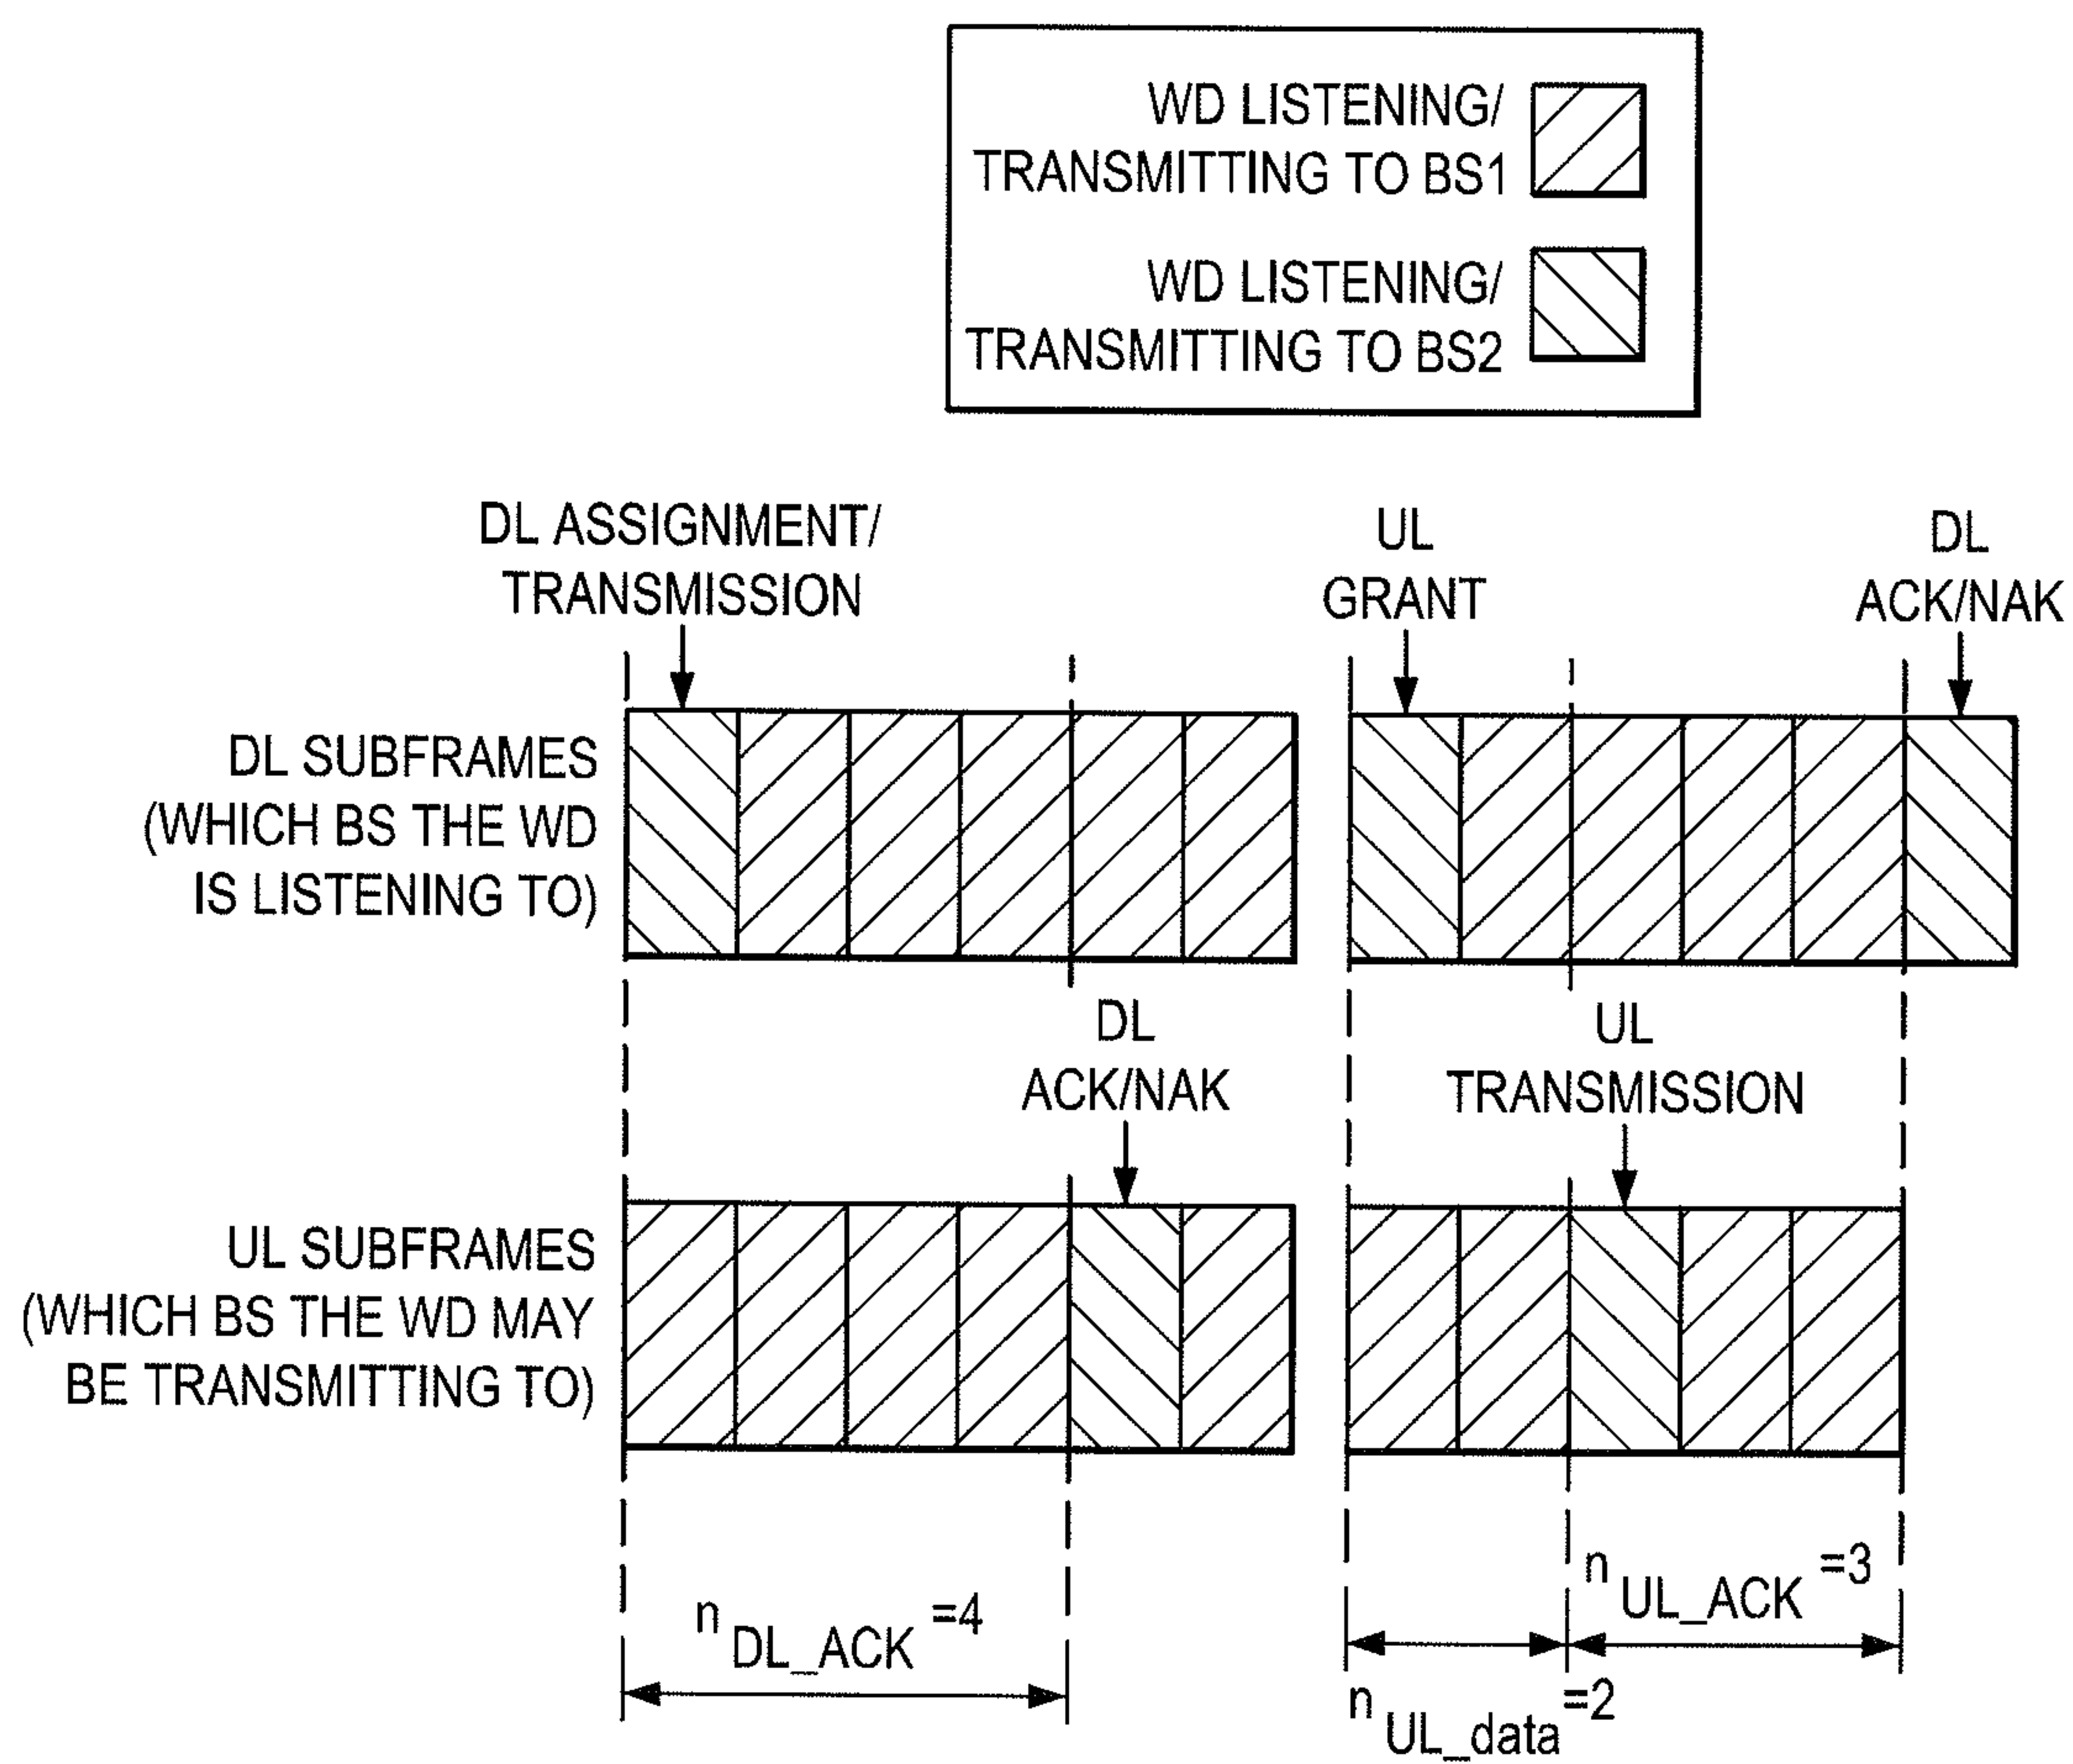 WD LISTENING/
TRANSMITTING TO BS1
WD LISTENING/
TRANSMITTING TO BS2
DL ASSIGNMENT/
TRANSMISSION
UL
GRANT
DL
ACK/NAK
DL SUBFRAMES
(WHICH BS THE WD
IS LISTENING TO)
DL
ACK/NAK
UL
TRANSMISSION
UL SUBFRAMES
(WHICH BS THE WD MAY
BE TRANSMITTING TO)
n DL_ACK =4
n UL_ACK =3
n UL_data =2